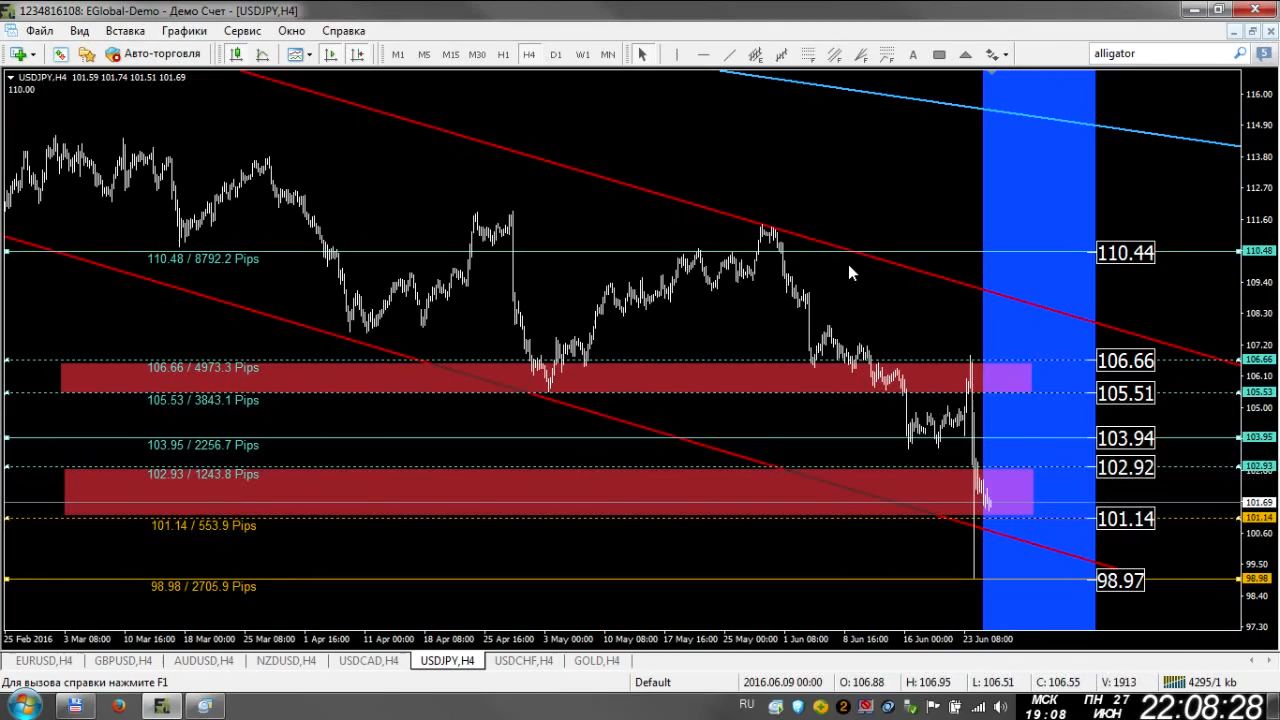 1234816108: EGlobal-Demo - Демо Счет - [USDJPY,H4]
Файл Вид Вставка Графики Сервис Окно Справка
Авто-торговля M1 M5 M15 M30 H1 H4 D1 W1 MN A alligator 5
USDJPY,H4 101.59 101.74 101.51 101.69
110.00
116.00
114.90
113.80
112.70
111.60
110.48 / 8792.2 Pips 110.44 110.48
109.40
108.30
107.20
106.66 / 4973.3 Pips 106.66 106.66
106.10
105.53 / 3843.1 Pips 105.51 105.53
105.00
103.95 / 2256.7 Pips 103.94 103.95
102.93 / 1243.8 Pips 102.92 102.93
101.69
101.14 / 553.9 Pips 101.14 101.14
100.60
99.50
98.98 / 2705.9 Pips 98.97 98.98
98.40
97.30
25 Feb 2016 3 Mar 08:00 10 Mar 16:00 18 Mar 00:00 25 Mar 08:00 1 Apr 16:00 11 Apr 00:00 18 Apr 08:00 25 Apr 16:00 3 May 00:00 10 May 08:00 17 May 16:00 25 May 00:00 1 Jun 08:00 8 Jun 16:00 16 Jun 00:00 23 Jun 08:00
EURUSD,H4 GBPUSD,H4 AUDUSD,H4 NZDUSD,H4 USDCAD,H4 USDJPY,H4 USDCHF,H4 GOLD,H4
Для вызова справки нажмите F1 Default 2016.06.09 00:00 O: 106.88 H: 106.95 L: 106.51 C: 106.55 V: 1913 4295/1 kb
RU 2 МСК ПН 27 22:08:28
19:08 ИЮН